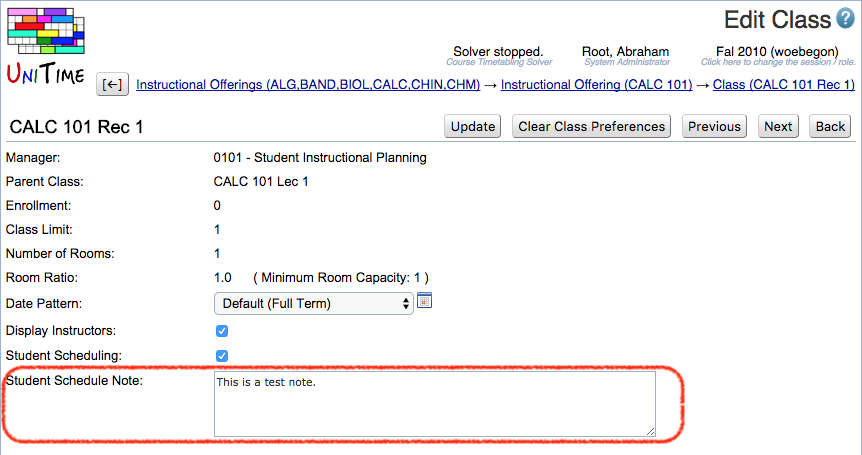 Edit Class ?
UNITIME
Solver stopped. Root, Abraham Fal 2010 (woebegon)
Course Timetabling Solver System Administrator Click here to change the session / role.
[←] Instructional Offerings (ALG,BAND,BIOL,CALC,CHIN,CHM) → Instructional Offering (CALC 101) → Class (CALC 101 Rec 1)
CALC 101 Rec 1 Update Clear Class Preferences Previous Next Back
Manager: 0101 - Student Instructional Planning
Parent Class: CALC 101 Lec 1
Enrollment: 0
Class Limit: 1
Number of Rooms: 1
Room Ratio: 1.0 ( Minimum Room Capacity: 1 )
Date Pattern: Default (Full Term)
Display Instructors:
Student Scheduling:
Student Schedule Note: This is a test note.